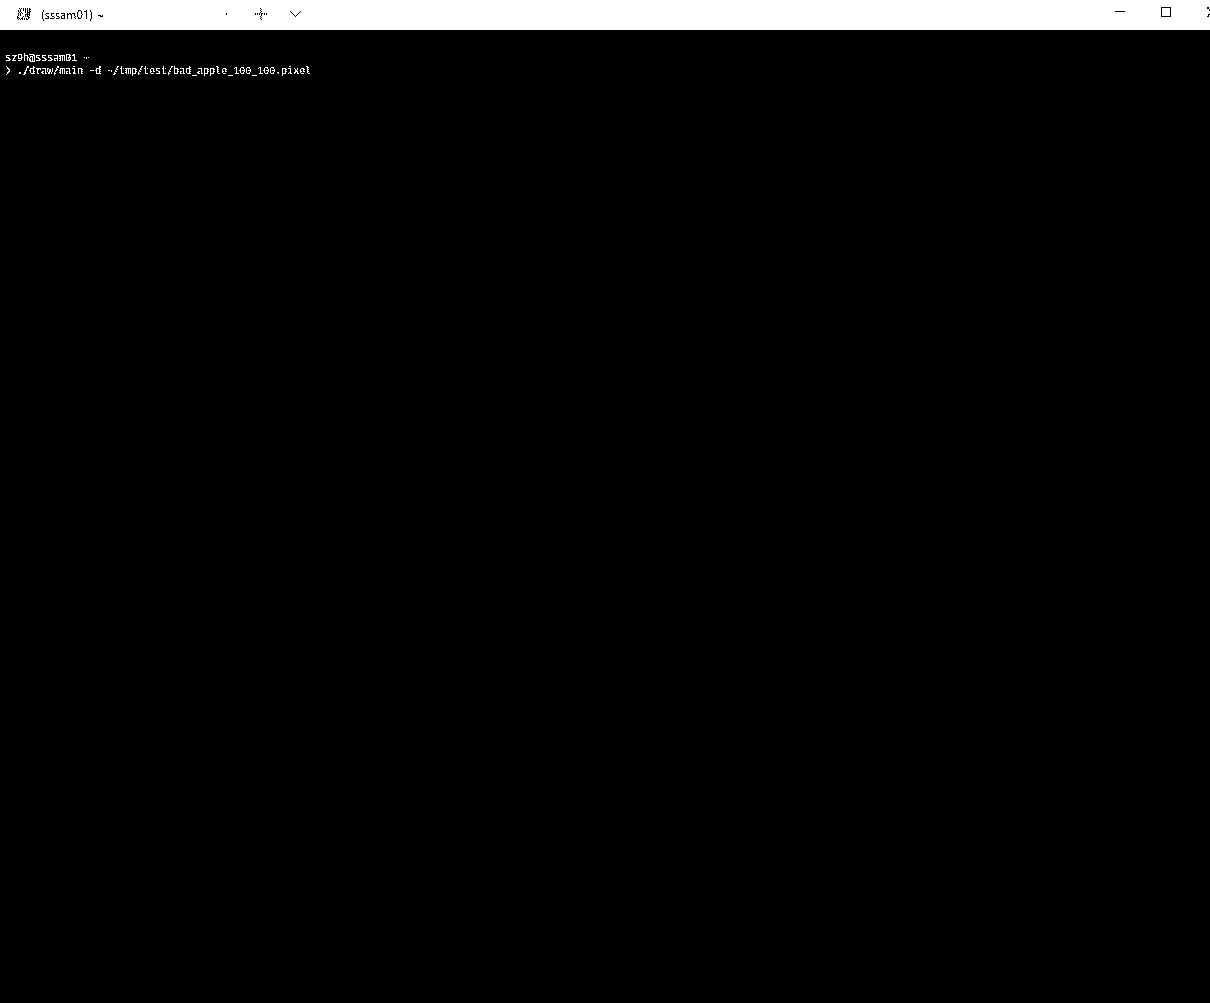 (sssam01) ~
sz9h@sssam01 ~
❯ ./draw/main -d ~/tmp/test/bad_apple_100_100.pixel